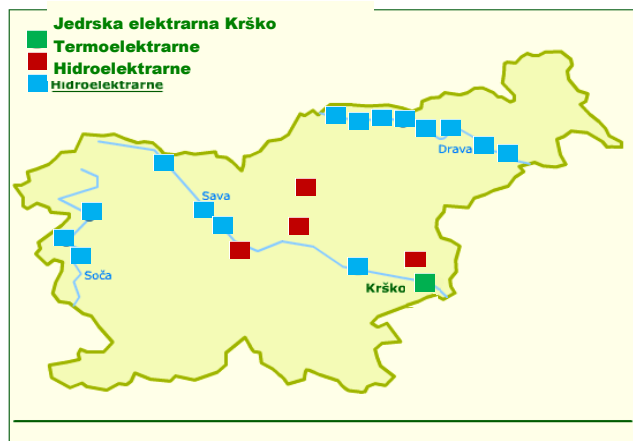 Jedrska elektrarna Krško
Termoelektrarne
Hidroelektrarne
Hidroelektrarne
Drava
Sava
Soča
Krško